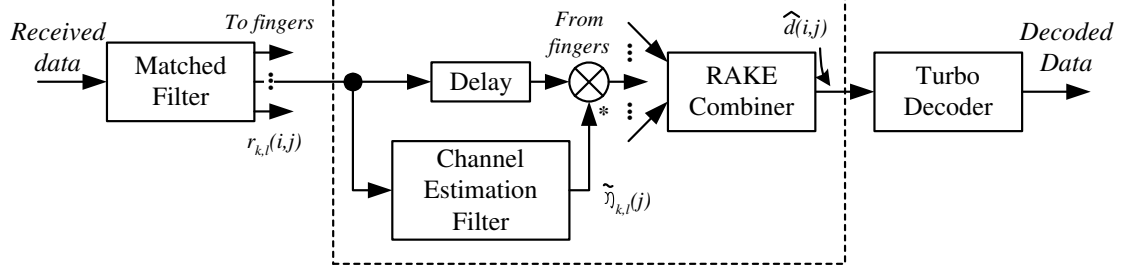 Received
data
Matched
Filter
To fingers
r_{k,l}(i,j)
Delay
Channel
Estimation
Filter
From
fingers
*
η̃_{k,l}(j)
RAKE
Combiner
d̂(i,j)
Turbo
Decoder
Decoded
Data